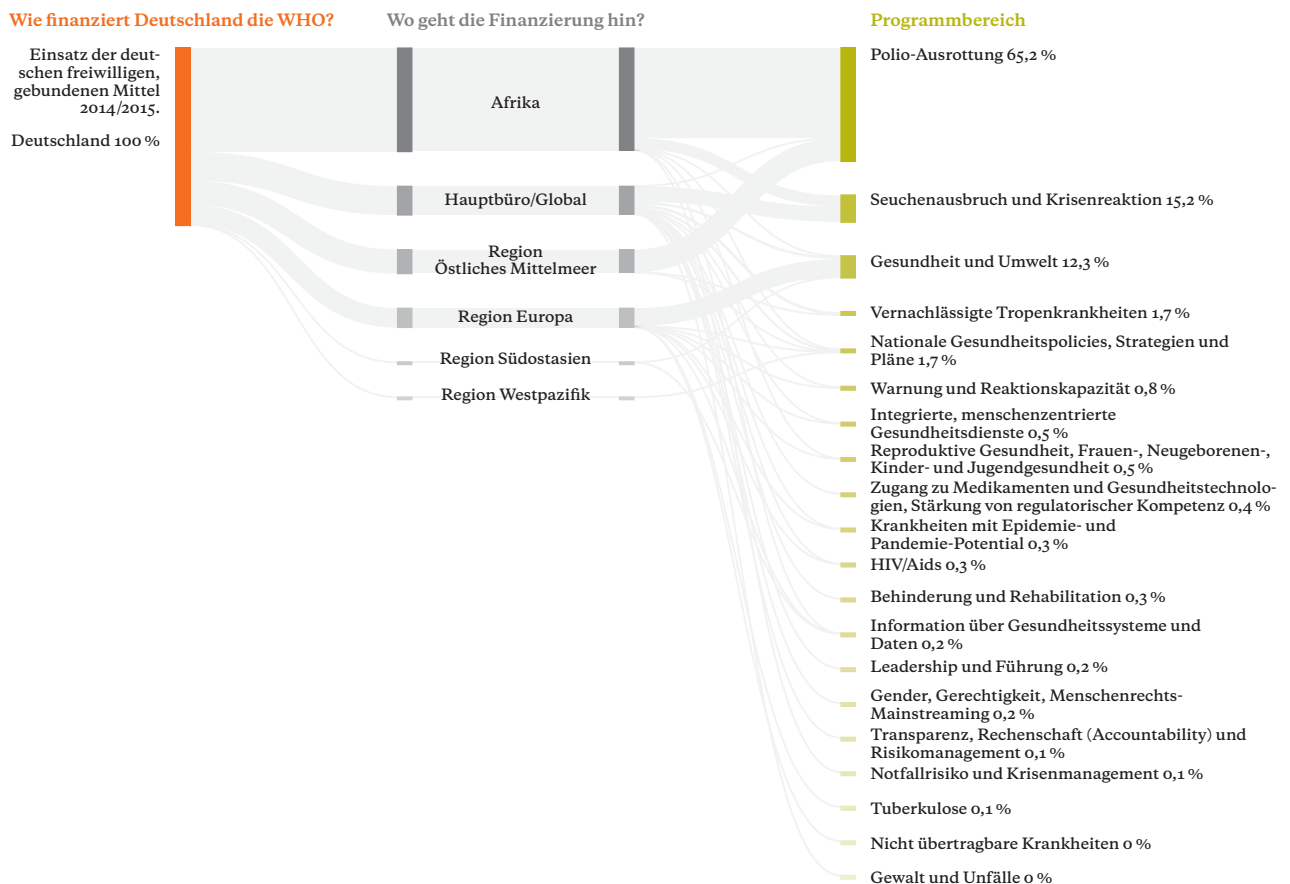 Wie finanziert Deutschland die WHO?
Einsatz der deut-
schen freiwilligen,
gebundenen Mittel
2014/2015.
Deutschland 100 %
Wo geht die Finanzierung hin?
Afrika
Hauptbüro/Global
Region
Östliches Mittelmeer
Region Europa
Region Südostasien
Region Westpazifik
Programmbereich
Polio-Ausrottung 65,2 %
Seuchenausbruch und Krisenreaktion 15,2 %
Gesundheit und Umwelt 12,3 %
Vernachlässigte Tropenkrankheiten 1,7 %
Nationale Gesundheitspolicies, Strategien und
Pläne 1,7 %
Warnung und Reaktionskapazität 0,8 %
Integrierte, menschenzentrierte
Gesundheitsdienste 0,5 %
Reproduktive Gesundheit, Frauen-, Neugeborenen-,
Kinder- und Jugendgesundheit 0,5 %
Zugang zu Medikamenten und Gesundheitstechnolo-
gien, Stärkung von regulatorischer Kompetenz 0,4 %
Krankheiten mit Epidemie- und
Pandemie-Potential 0,3 %
HIV/Aids 0,3 %
Behinderung und Rehabilitation 0,3 %
Information über Gesundheitssysteme und
Daten 0,2 %
Leadership und Führung 0,2 %
Gender, Gerechtigkeit, Menschenrechts-
Mainstreaming 0,2 %
Transparenz, Rechenschaft (Accountability) und
Risikomanagement 0,1 %
Notfallrisiko und Krisenmanagement 0,1 %
Tuberkulose 0,1 %
Nicht übertragbare Krankheiten 0 %
Gewalt und Unfälle 0 %